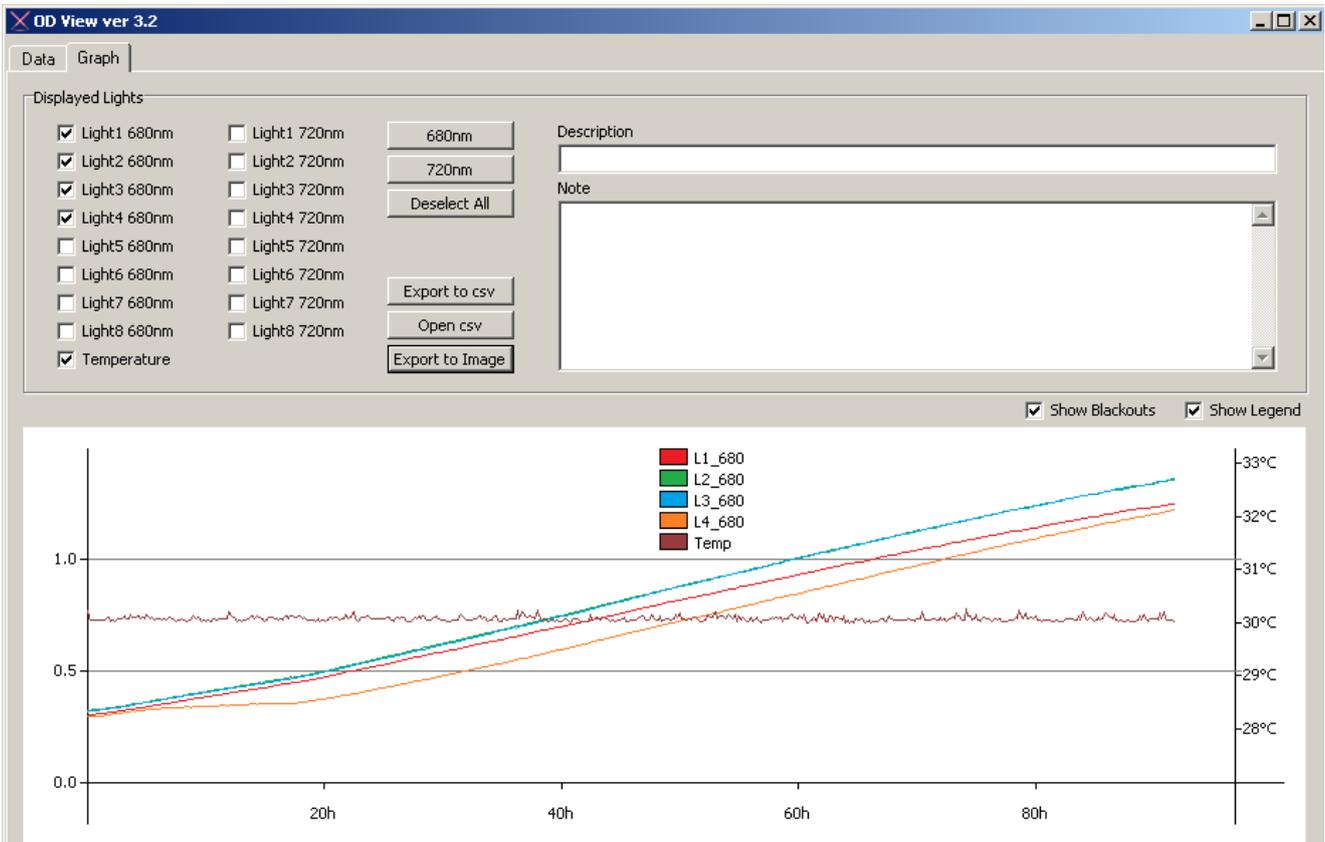 OD View ver 3.2
Data Graph
Displayed Lights
Light1 680nm Light1 720nm 680nm
Light2 680nm Light2 720nm 720nm
Light3 680nm Light3 720nm Deselect All
Light4 680nm Light4 720nm
Light5 680nm Light5 720nm
Light6 680nm Light6 720nm Export to csv
Light7 680nm Light7 720nm Open csv
Light8 680nm Light8 720nm Export to Image
Temperature
Description
Note
Show Blackouts Show Legend
L1_680
L2_680
L3_680
L4_680
Temp
1.0
0.5
0.0
33°C
32°C
31°C
30°C
29°C
28°C
20h 40h 60h 80h